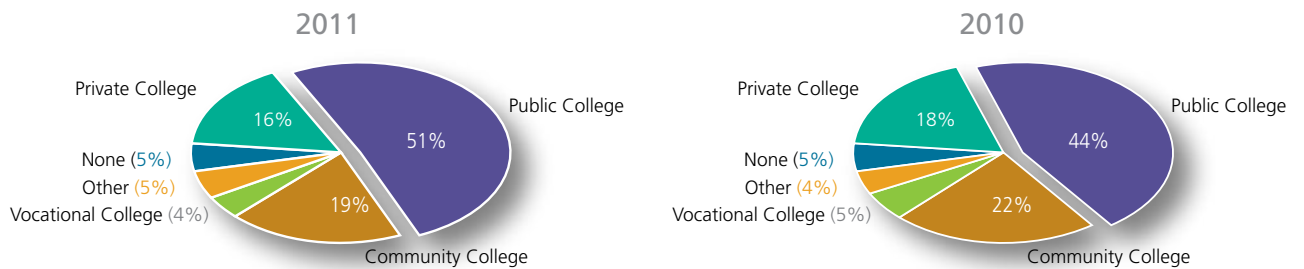 2011
Private College
16%
Public College
51%
None (5%)
Other (5%)
Vocational College (4%)
19%
Community College
2010
Private College
18%
Public College
44%
None (5%)
Other (4%)
Vocational College (5%)
22%
Community College